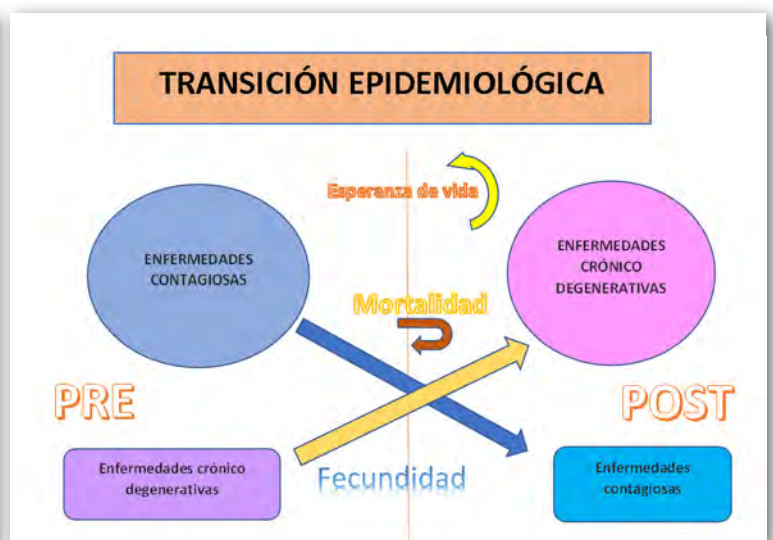 TRANSICIÓN EPIDEMIOLÓGICA
Esperanza de vida
ENFERMEDADES
CONTAGIOSAS
ENFERMEDADES
CRÓNICO
DEGENERATIVAS
Mortalidad
PRE
POST
Enfermedades crónico
degenerativas
Fecundidad
Enfermedades
contagiosas